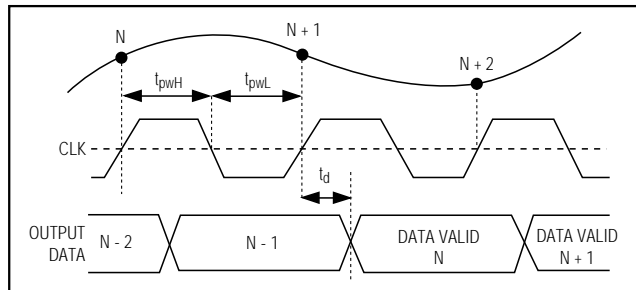 N
N + 1
N + 2
tpwH
tpwL
CLK
td
OUTPUT
DATA
N - 2
N - 1
DATA VALID
N
DATA VALID
N + 1